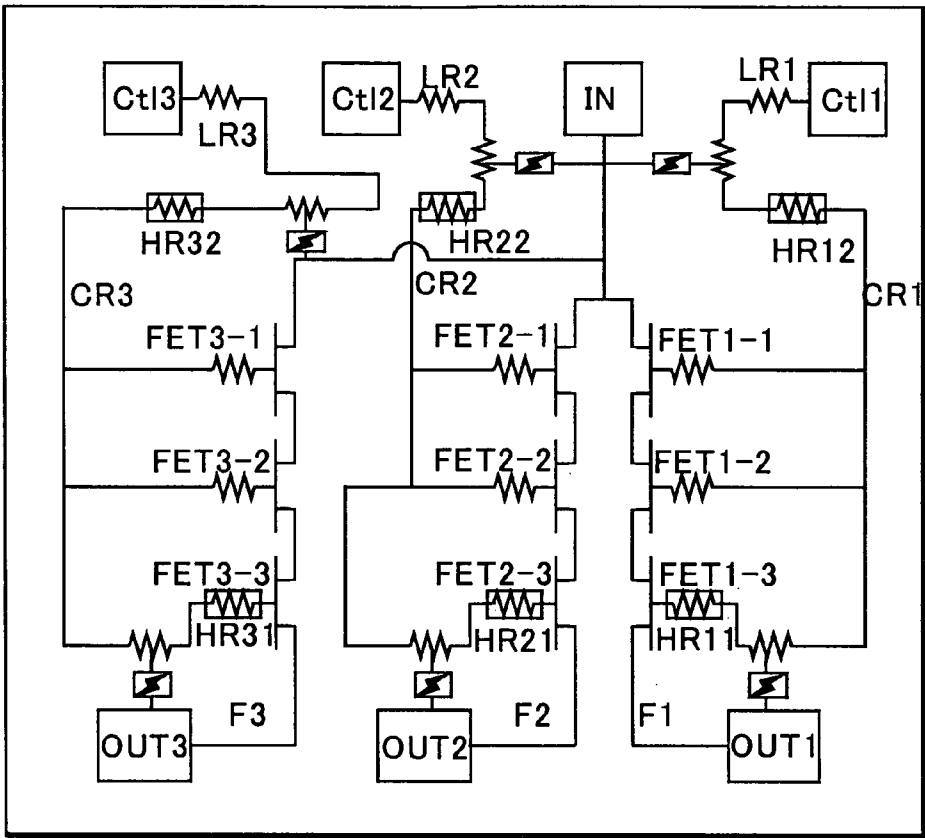 LR2
LR1
Ctl3
Ctl2
IN
Ctl1
LR3
HR32
HR22
HR12
CR3
CR2
CR1
FET3-1
FET2-1
FET1-1
FET3-2
FET2-2
FET1-2
FET3-3
FET2-3
FET1-3
HR31
HR21
HR11
F3
F2
F1
OUT3
OUT2
OUT1